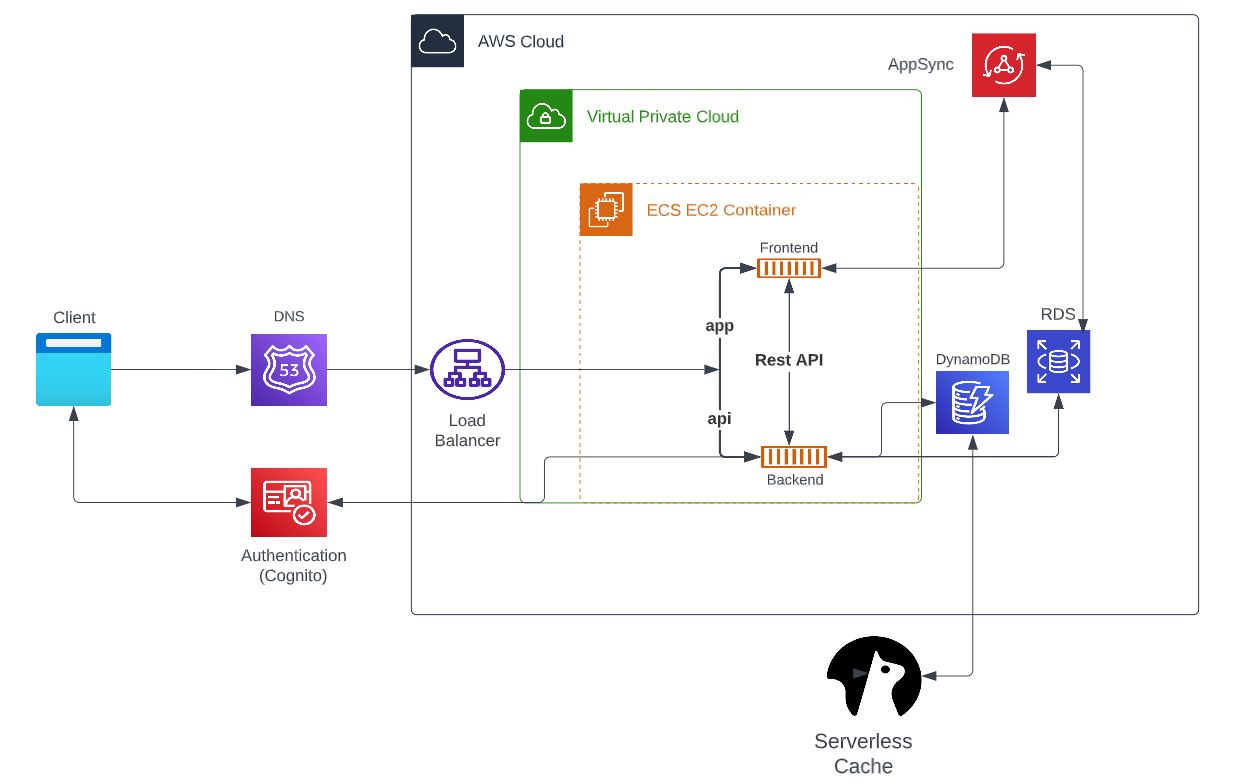 AWS Cloud
AppSync
Virtual Private Cloud
ECS EC2 Container
Frontend
Client
DNS
53
app
Rest API
RDS
DynamoDB
Load
Balancer
api
Backend
Authentication
(Cognito)
Serverless
Cache